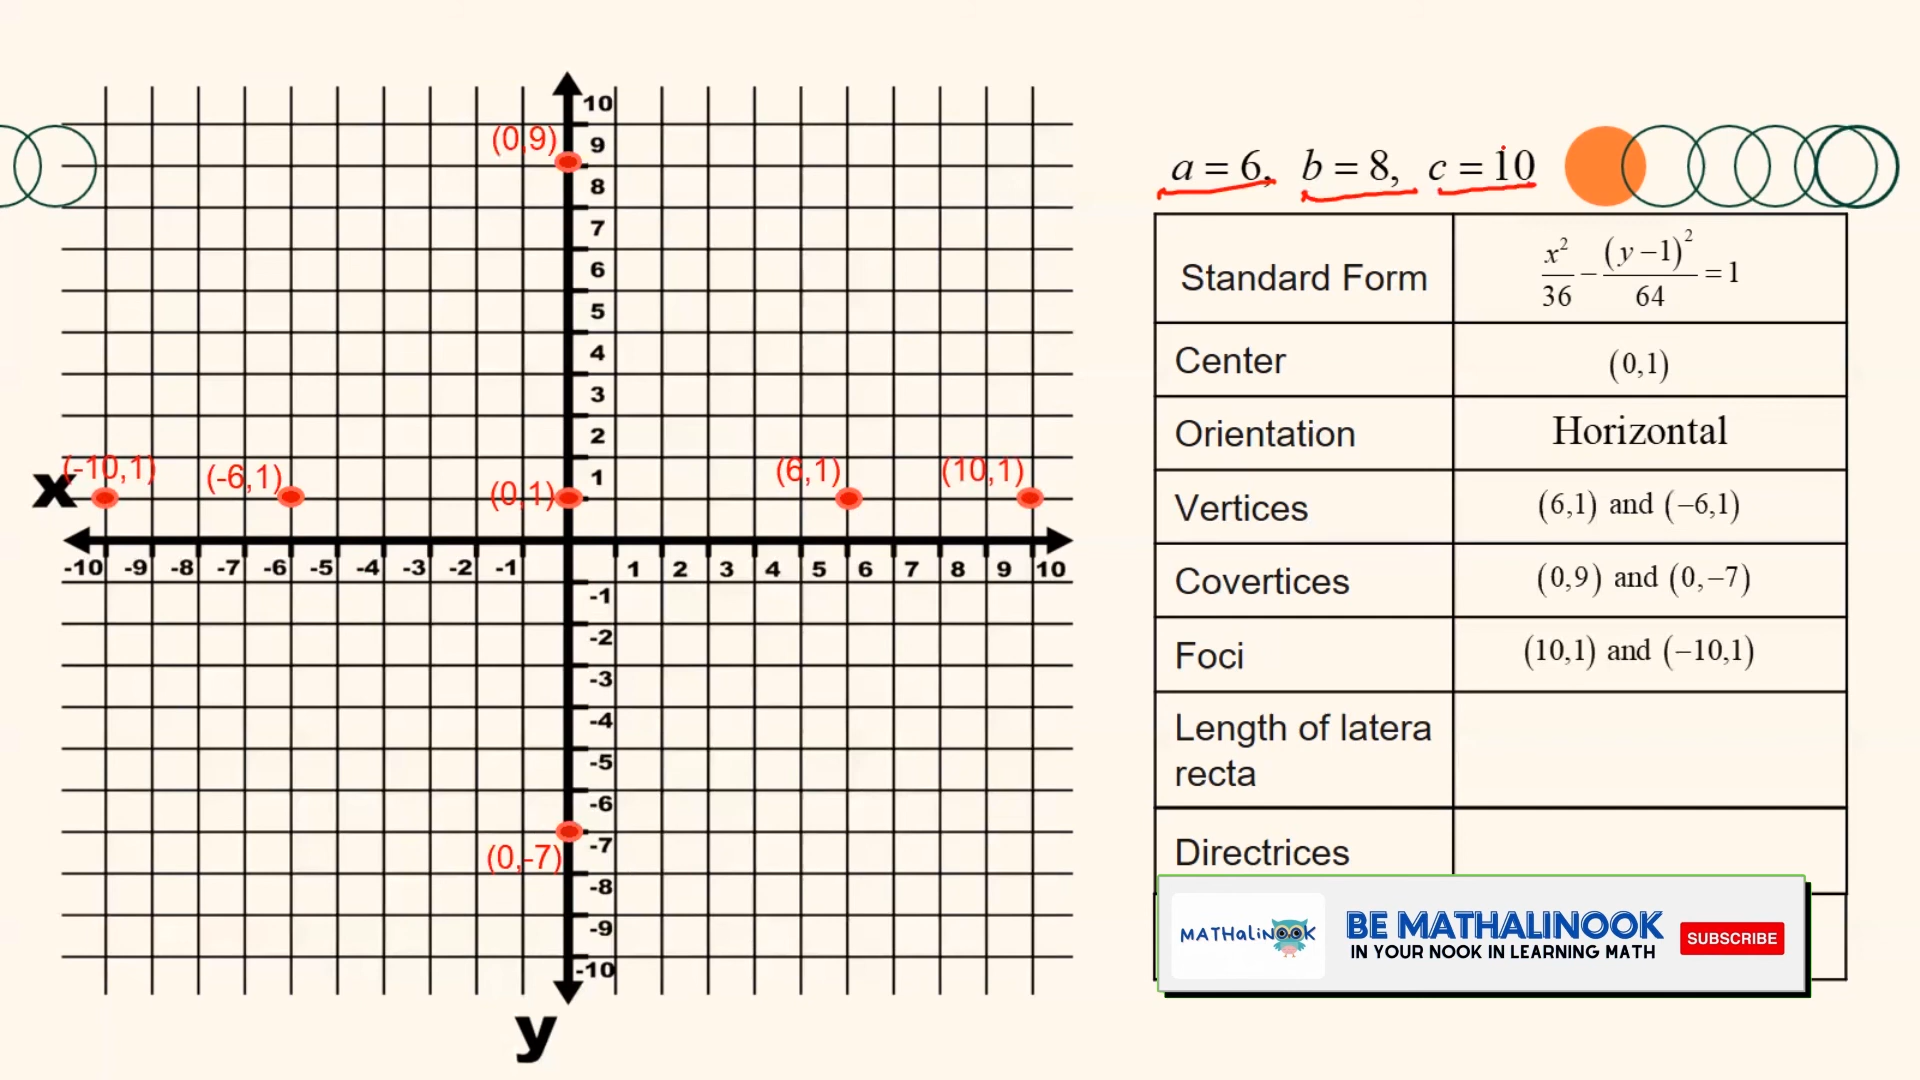 10
(0,9)
9
8
7
6
5
4
3
2
(-10,1) (-6,1) (0,1) 1 (6,1) (10,1)
x
-10 -9 -8 -7 -6 -5 -4 -3 -2 -1 1 2 3 4 5 6 7 8 9 10
-1
-2
-3
-4
-5
-6
-7
(0,-7)
-8
-9
-10
y
a = 6, b = 8, c = 10
Standard Form x²/36 − (y−1)²/64 = 1
Center (0,1)
Orientation Horizontal
Vertices (6,1) and (−6,1)
Covertices (0,9) and (0,−7)
Foci (10,1) and (−10,1)
Length of latera
recta
Directrices
MATHaliNOOK
BE MATHALINOOK
IN YOUR NOOK IN LEARNING MATH
SUBSCRIBE